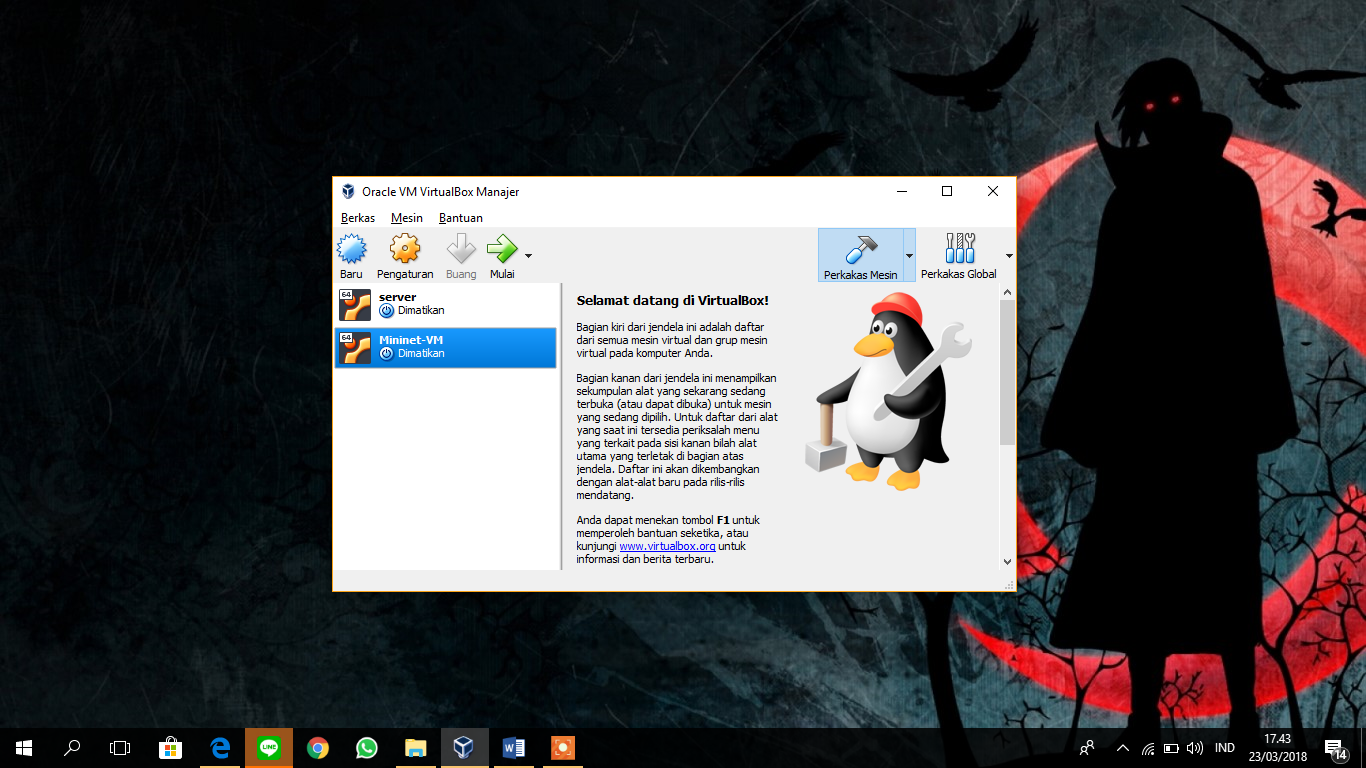 Oracle VM VirtualBox Manajer
Berkas Mesin Bantuan
Baru Pengaturan Buang Mulai Perkakas Mesin Perkakas Global
64 server
Dimatikan
64 Mininet-VM
Dimatikan
Selamat datang di VirtualBox!
Bagian kiri dari jendela ini adalah daftar
dari semua mesin virtual dan grup mesin
virtual pada komputer Anda.
Bagian kanan dari jendela ini menampilkan
sekumpulan alat yang sekarang sedang
terbuka (atau dapat dibuka) untuk mesin
yang sedang dipilih. Untuk daftar dari alat
yang saat ini tersedia periksalah menu
yang terkait pada sisi kanan bilah alat
utama yang terletak di bagian atas
jendela. Daftar ini akan dikembangkan
dengan alat-alat baru pada rilis-rilis
mendatang.
Anda dapat menekan tombol F1 untuk
memperoleh bantuan seketika, atau
kunjungi www.virtualbox.org untuk
informasi dan berita terbaru.
LINE
IND
17.43
23/03/2018
14